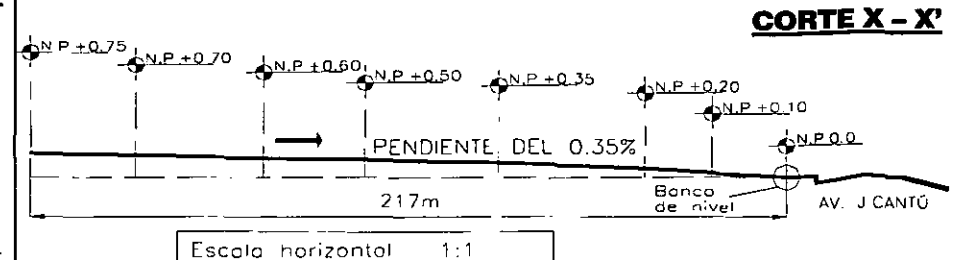 CORTE X – X'
N.P +0.75
N.P +0.70
N.P +0.60
N.P +0.50
N.P +0.35
N.P +0.20
N.P +0.10
N.P 0.0
PENDIENTE DEL 0.35%
217m
Banco
de nivel
AV. J CANTÚ
Escala horizontal 1:1